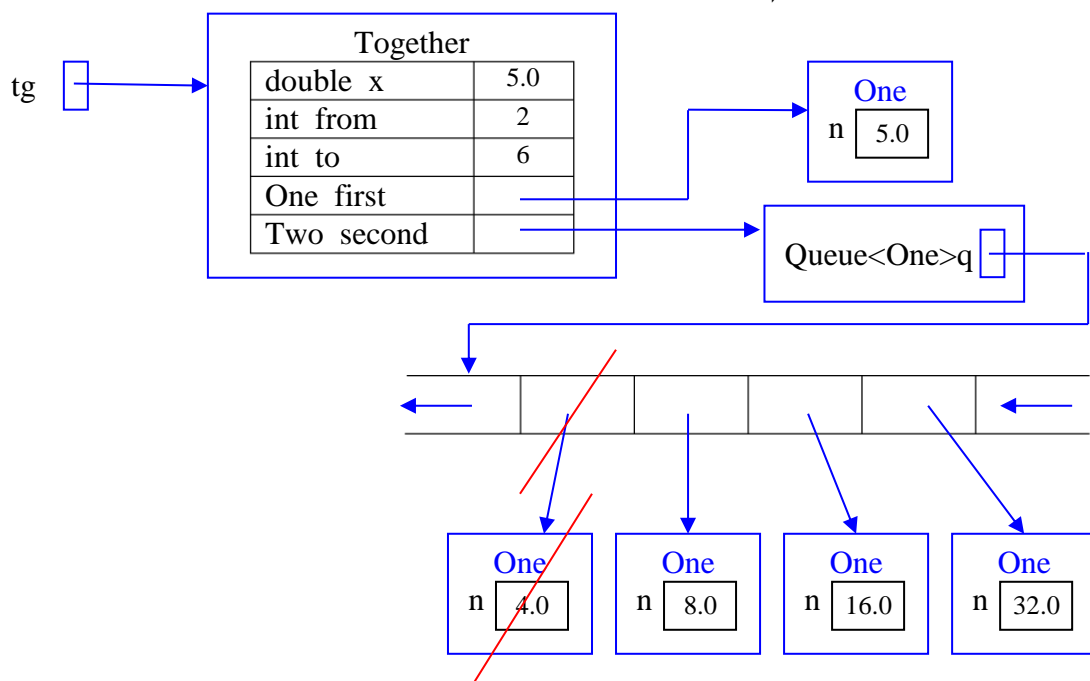 Together
tg
double x 5.0
int from 2
int to 6
One first
Two second
One
n 5.0
Queue<One>q
One One One One
n 4.0 n 8.0 n 16.0 n 32.0